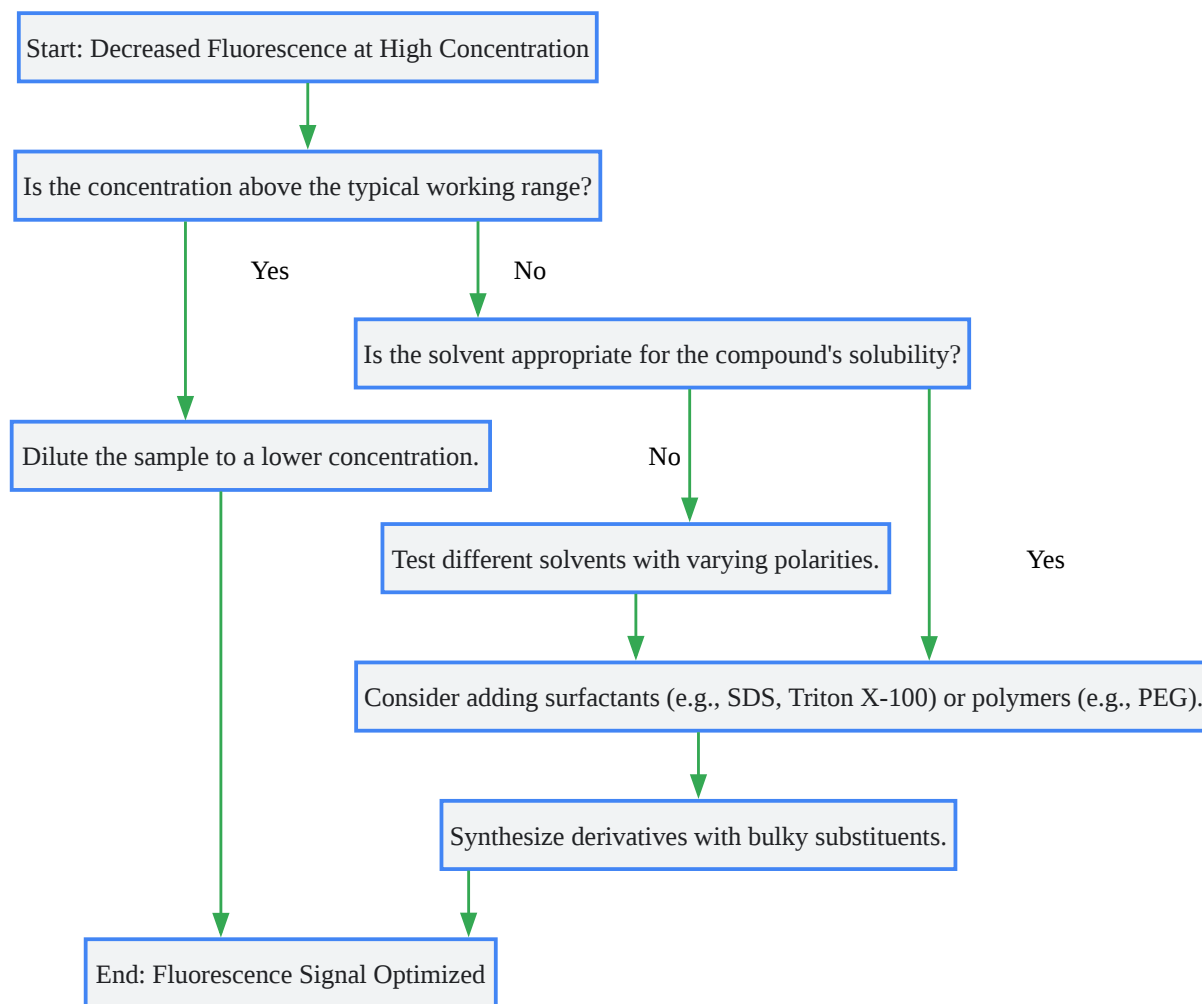 Start: Decreased Fluorescence at High Concentration
Is the concentration above the typical working range?
Yes
No
Is the solvent appropriate for the compound's solubility?
Dilute the sample to a lower concentration.
No
Test different solvents with varying polarities.
Yes
Consider adding surfactants (e.g., SDS, Triton X-100) or polymers (e.g., PEG).
Synthesize derivatives with bulky substituents.
End: Fluorescence Signal Optimized